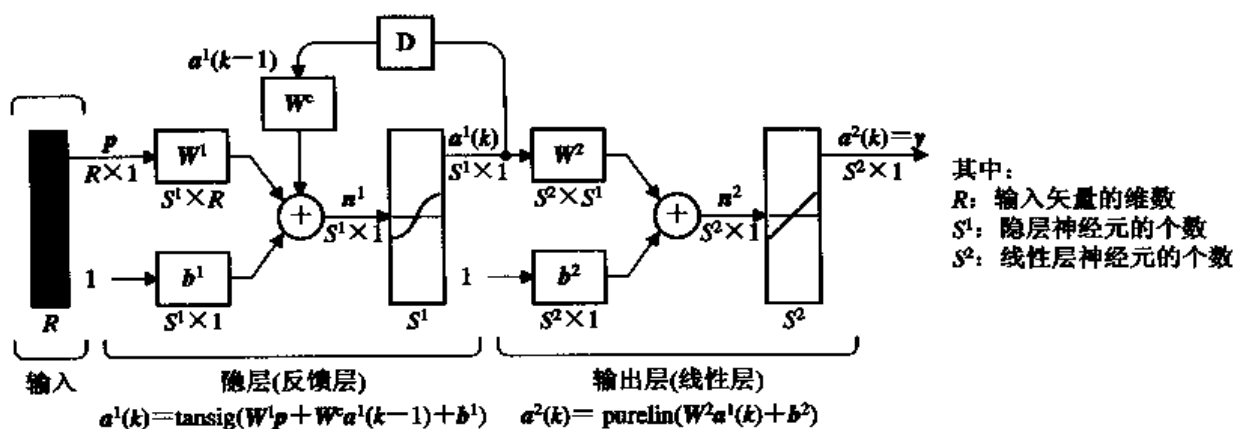 D
a¹(k−1)
Wᶜ
p
R×1
W¹
S¹×R
n¹
S¹×1
a¹(k)
S¹×1
W²
S²×S¹
n²
S²×1
a²(k)=y
S²×1
1
b¹
S¹×1
R
S¹
1
b²
S²×1
S²
其中：
R：输入矢量的维数
S¹：隐层神经元的个数
S²：线性层神经元的个数
输入
隐层(反馈层)
输出层(线性层)
a¹(k)=tansig(W¹p+Wᶜa¹(k−1)+b¹)
a²(k)= purelin(W²a¹(k)+b²)